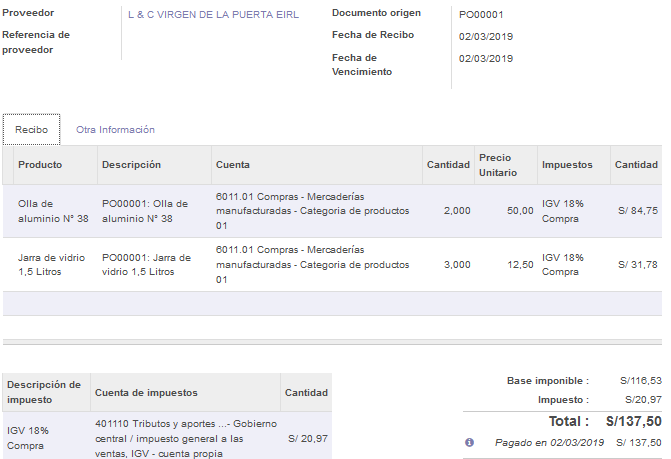 Proveedor L & C VIRGEN DE LA PUERTA EIRL Documento origen PO00001
Referencia de proveedor Fecha de Recibo 02/03/2019
Fecha de Vencimiento 02/03/2019
Recibo Otra Información
Producto Descripción Cuenta Cantidad Precio Unitario Impuestos Cantidad
Olla de aluminio N° 38 PO00001: Olla de aluminio N° 38 6011.01 Compras - Mercaderías manufacturadas - Categoria de productos 01 2,000 50,00 IGV 18% Compra S/ 84,75
Jarra de vidrio 1,5 Litros PO00001: Jarra de vidrio 1,5 Litros 6011.01 Compras - Mercaderías manufacturadas - Categoria de productos 01 3,000 12,50 IGV 18% Compra S/ 31,78
Descripción de impuesto Cuenta de impuestos Cantidad
IGV 18% Compra 401110 Tributos y aportes ...- Gobierno central / impuesto general a las ventas, IGV - cuenta propia S/ 20,97
Base imponible : S/116,53
Impuesto : S/20,97
Total : S/137,50
Pagado en 02/03/2019 S/ 137,50